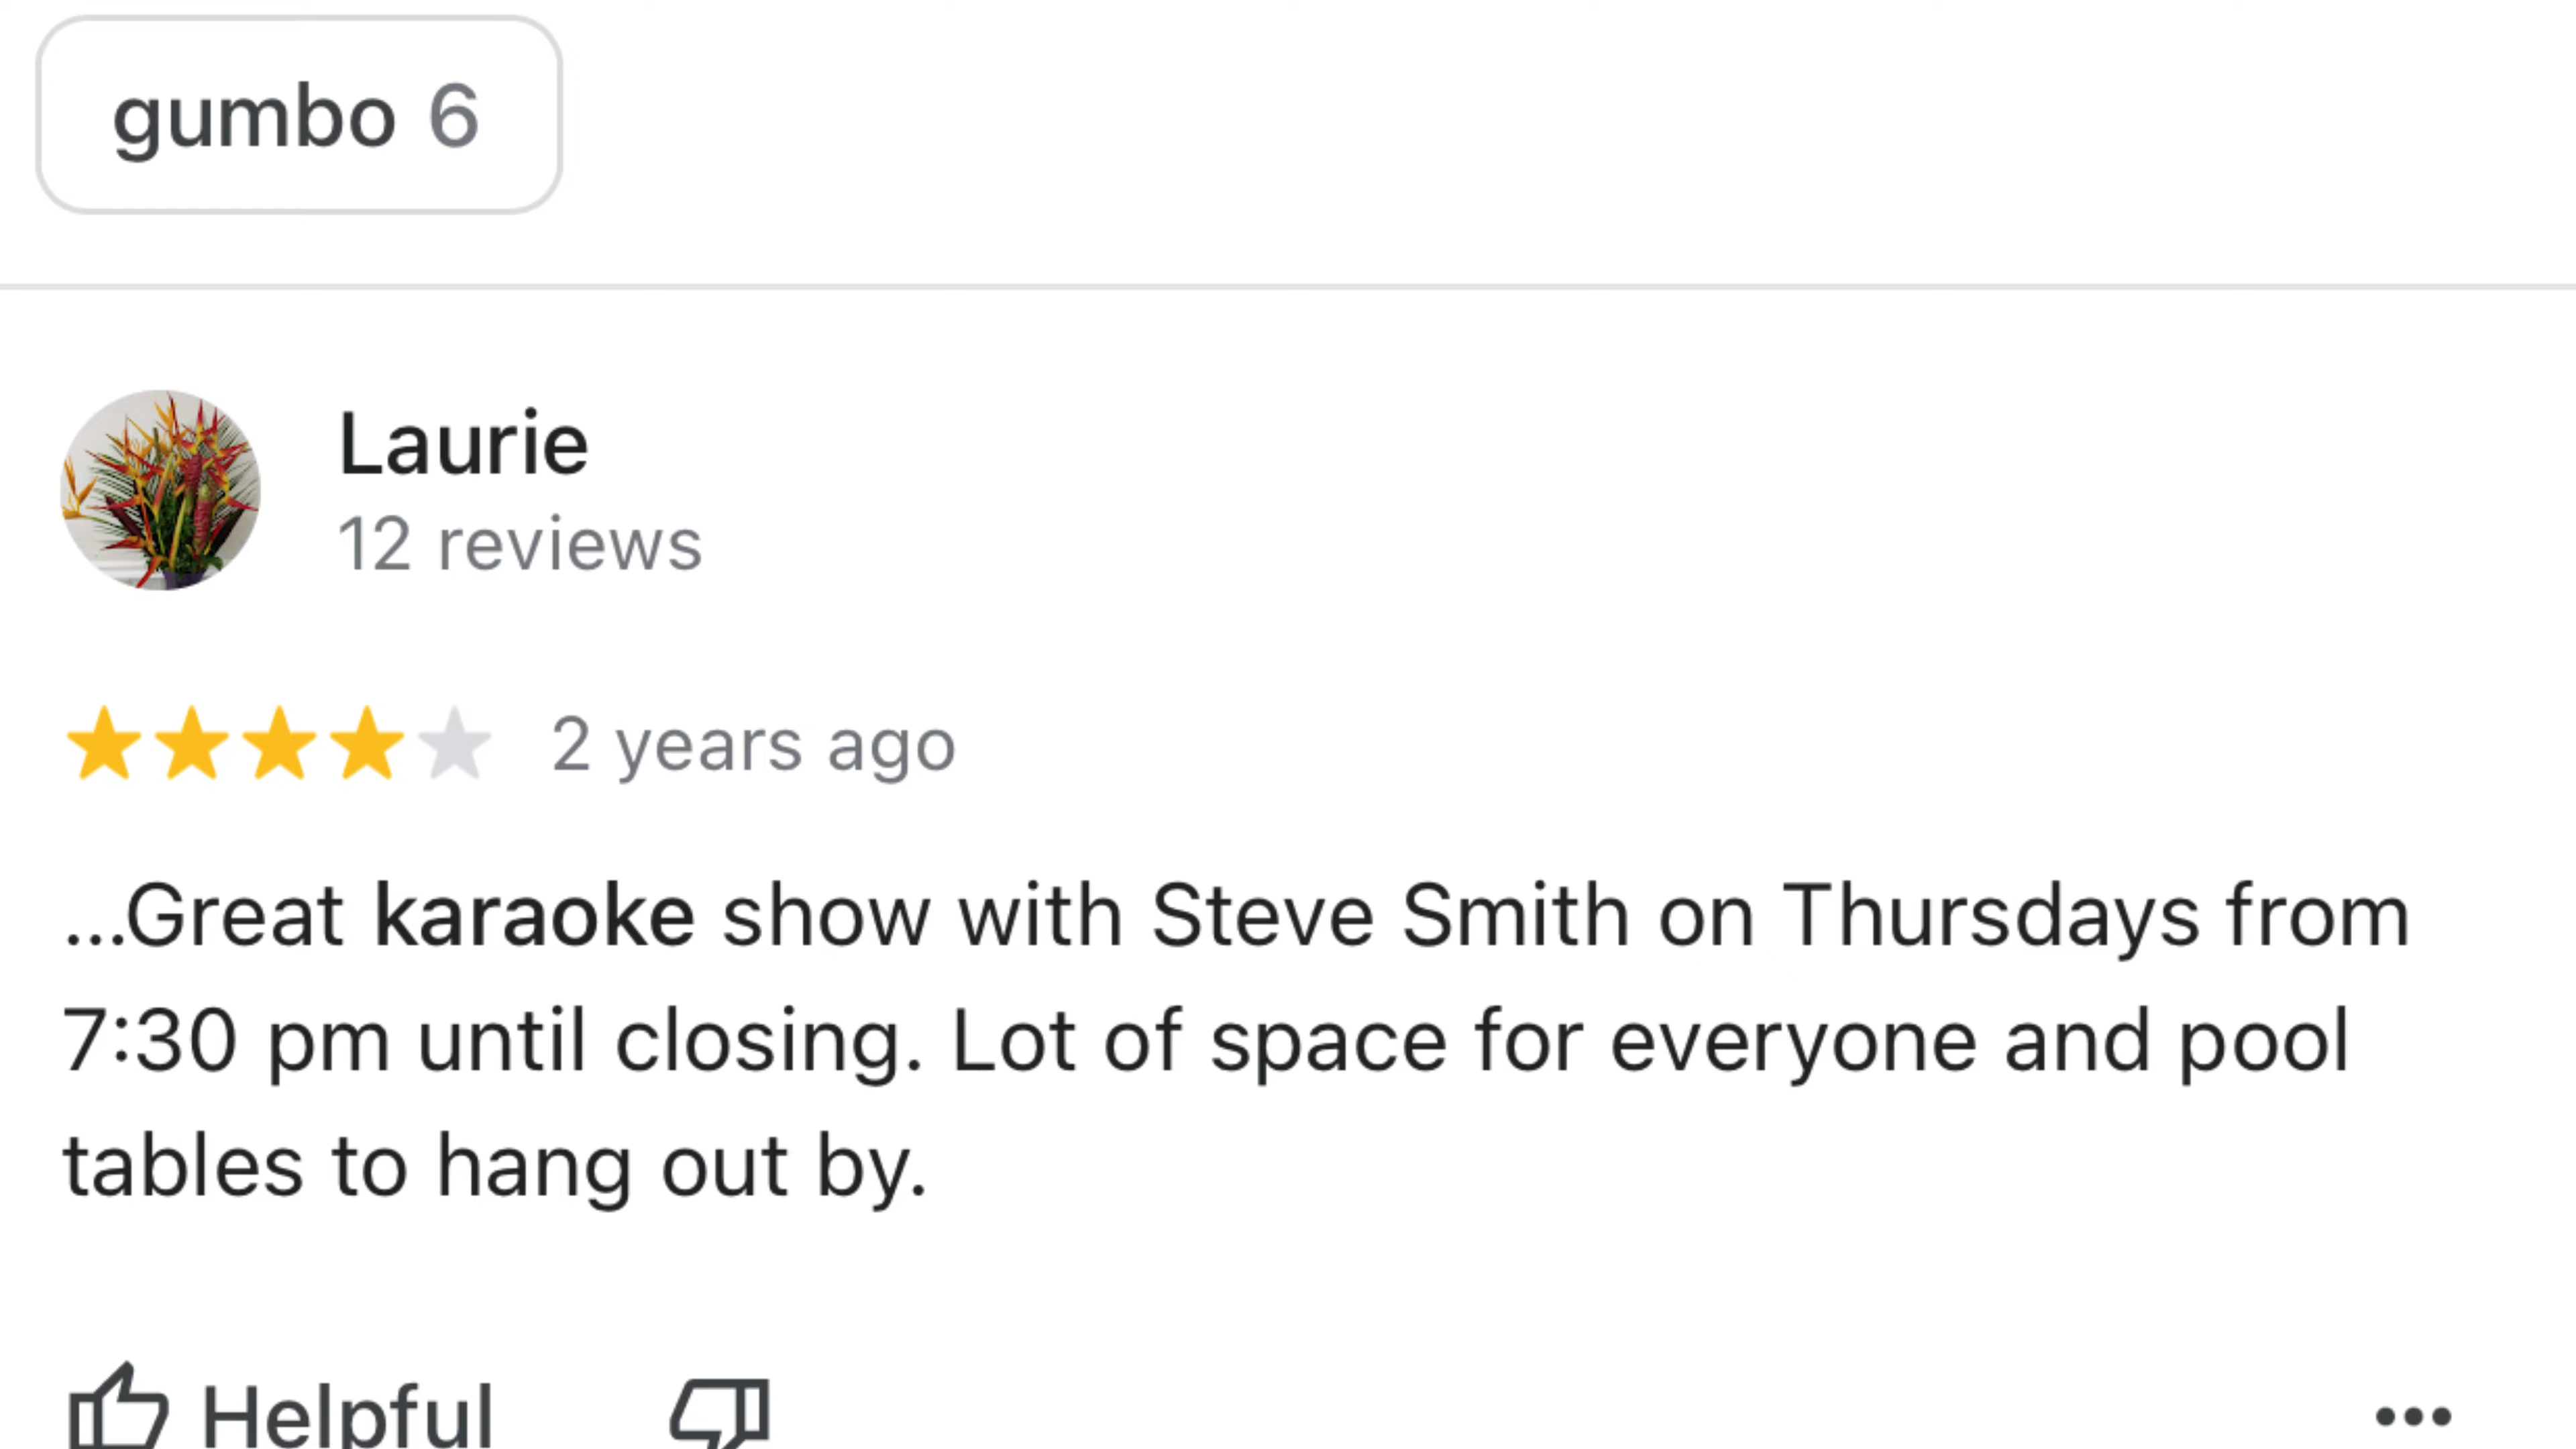 gumbo 6
Laurie
12 reviews
2 years ago
...Great karaoke show with Steve Smith on Thursdays from
7:30 pm until closing. Lot of space for everyone and pool
tables to hang out by.
Helpful